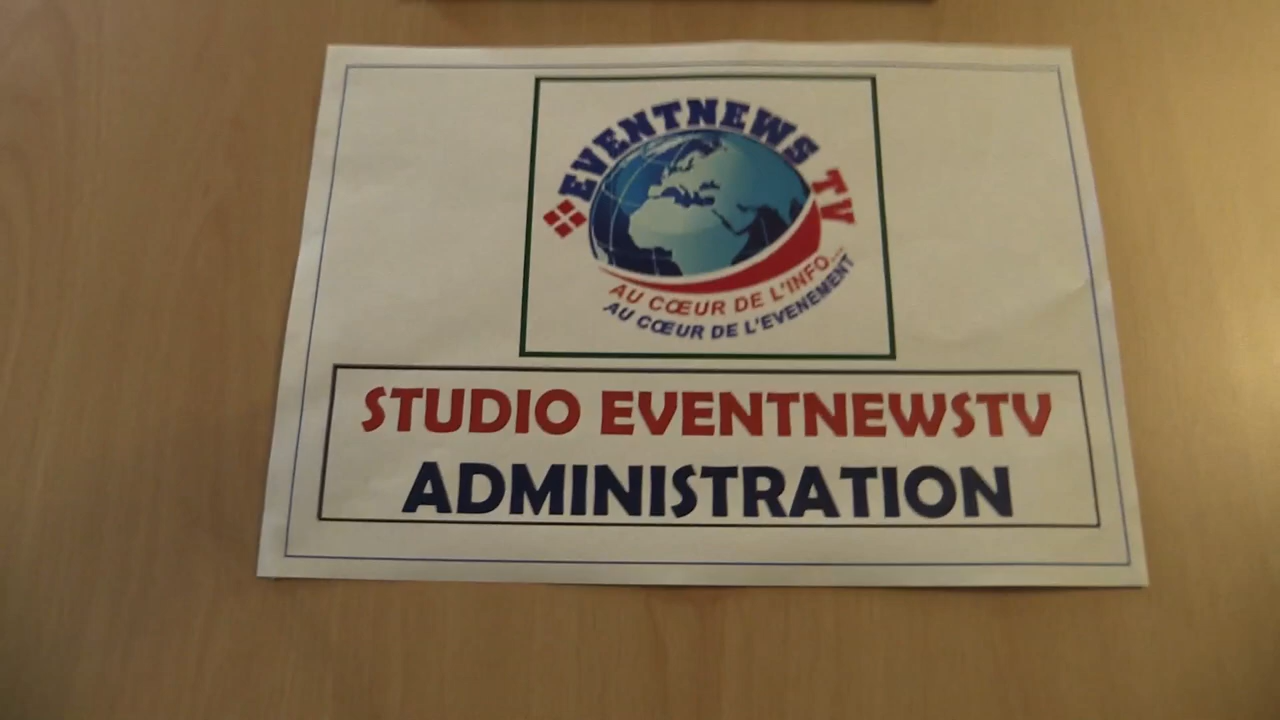 EVENTNEWS TV
AU CŒUR DE L'INFO...
AU CŒUR DE L'EVENEMENT
STUDIO EVENTNEWSTV
ADMINISTRATION